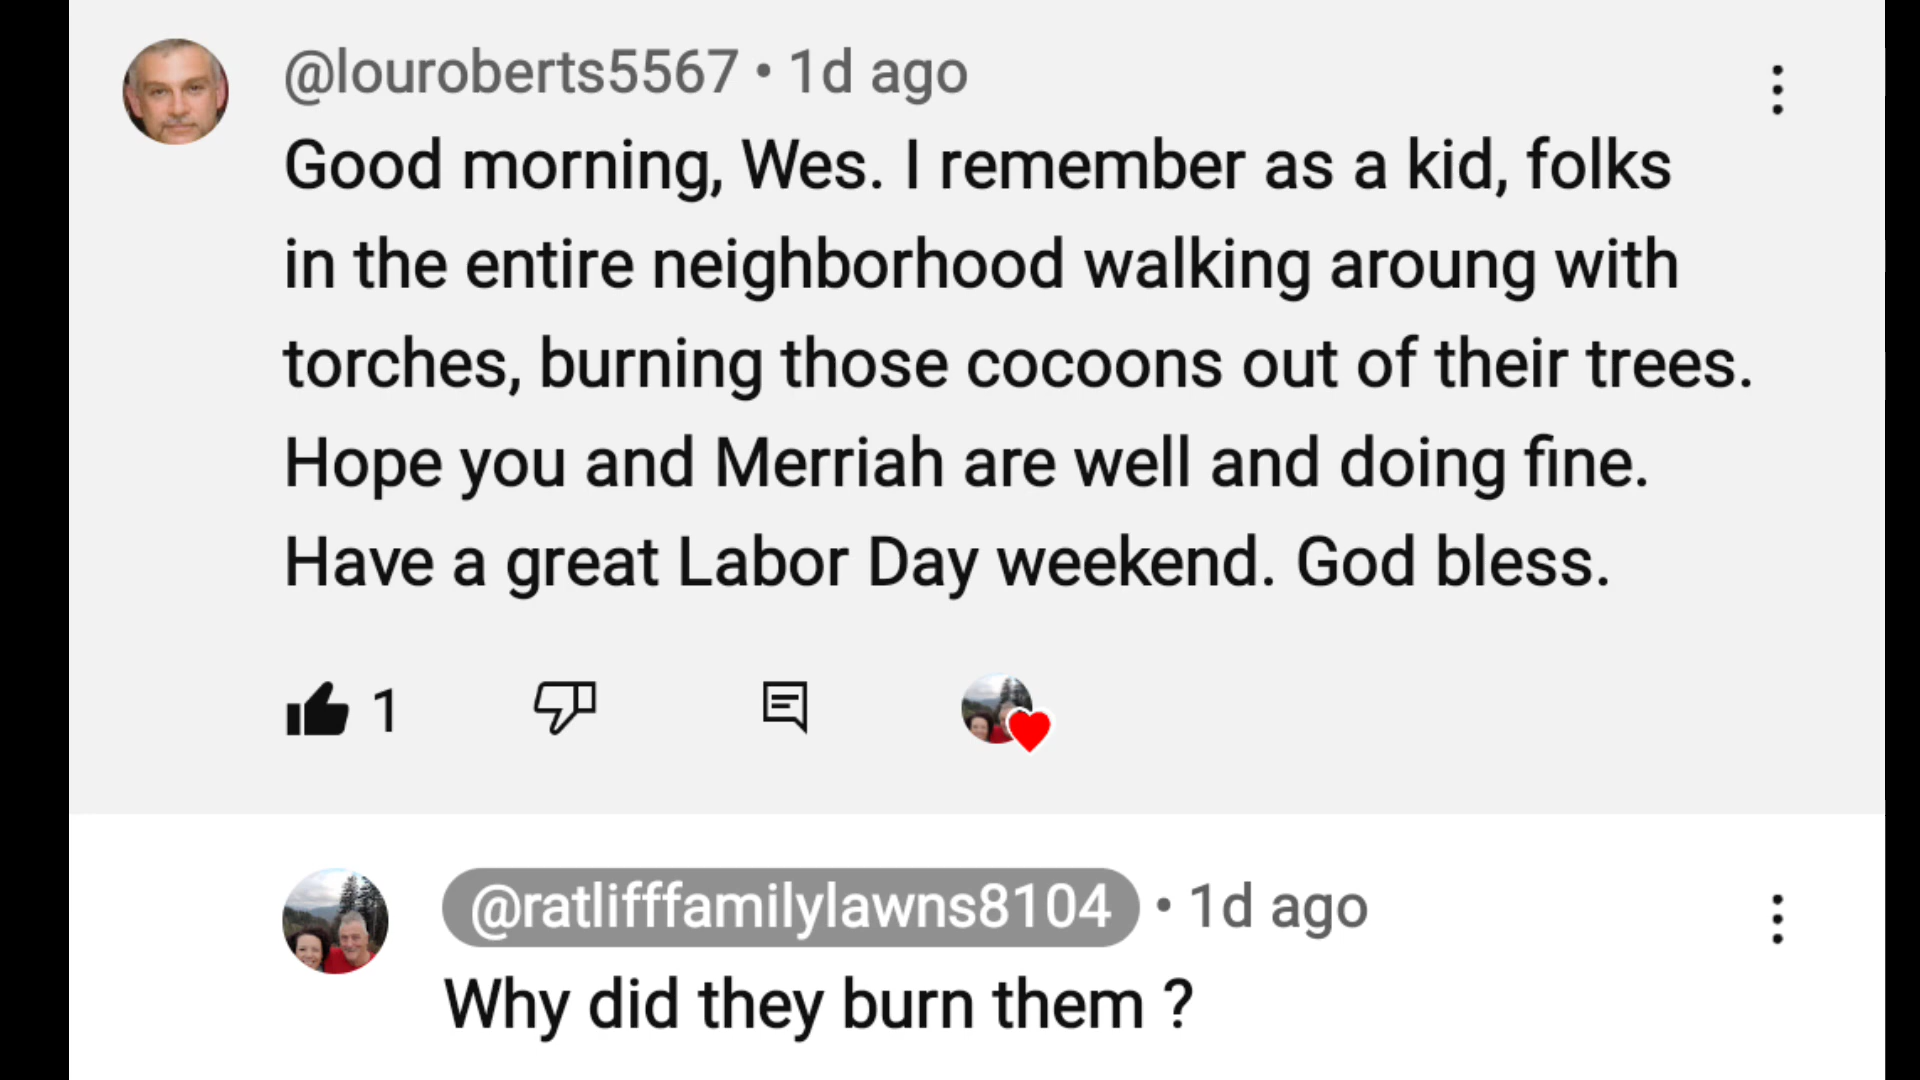 @louroberts5567 • 1d ago
Good morning, Wes. I remember as a kid, folks
in the entire neighborhood walking aroung with
torches, burning those cocoons out of their trees.
Hope you and Merriah are well and doing fine.
Have a great Labor Day weekend. God bless.
1
@ratlifffamilylawns8104 • 1d ago
Why did they burn them ?